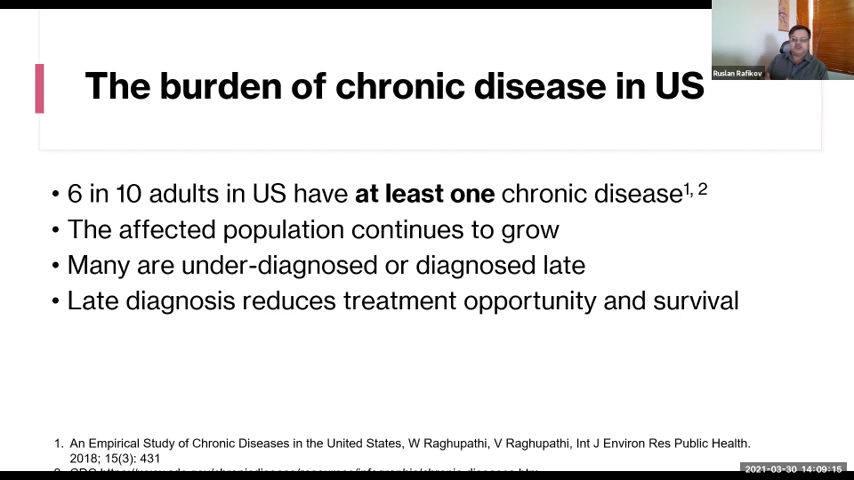 The burden of chronic disease in US
Ruslan Rafikov
• 6 in 10 adults in US have at least one chronic disease1, 2
• The affected population continues to grow
• Many are under-diagnosed or diagnosed late
• Late diagnosis reduces treatment opportunity and survival
1. An Empirical Study of Chronic Diseases in the United States, W Raghupathi, V Raghupathi, Int J Environ Res Public Health.
2018; 15(3): 431
2021-03-30 14:09:15